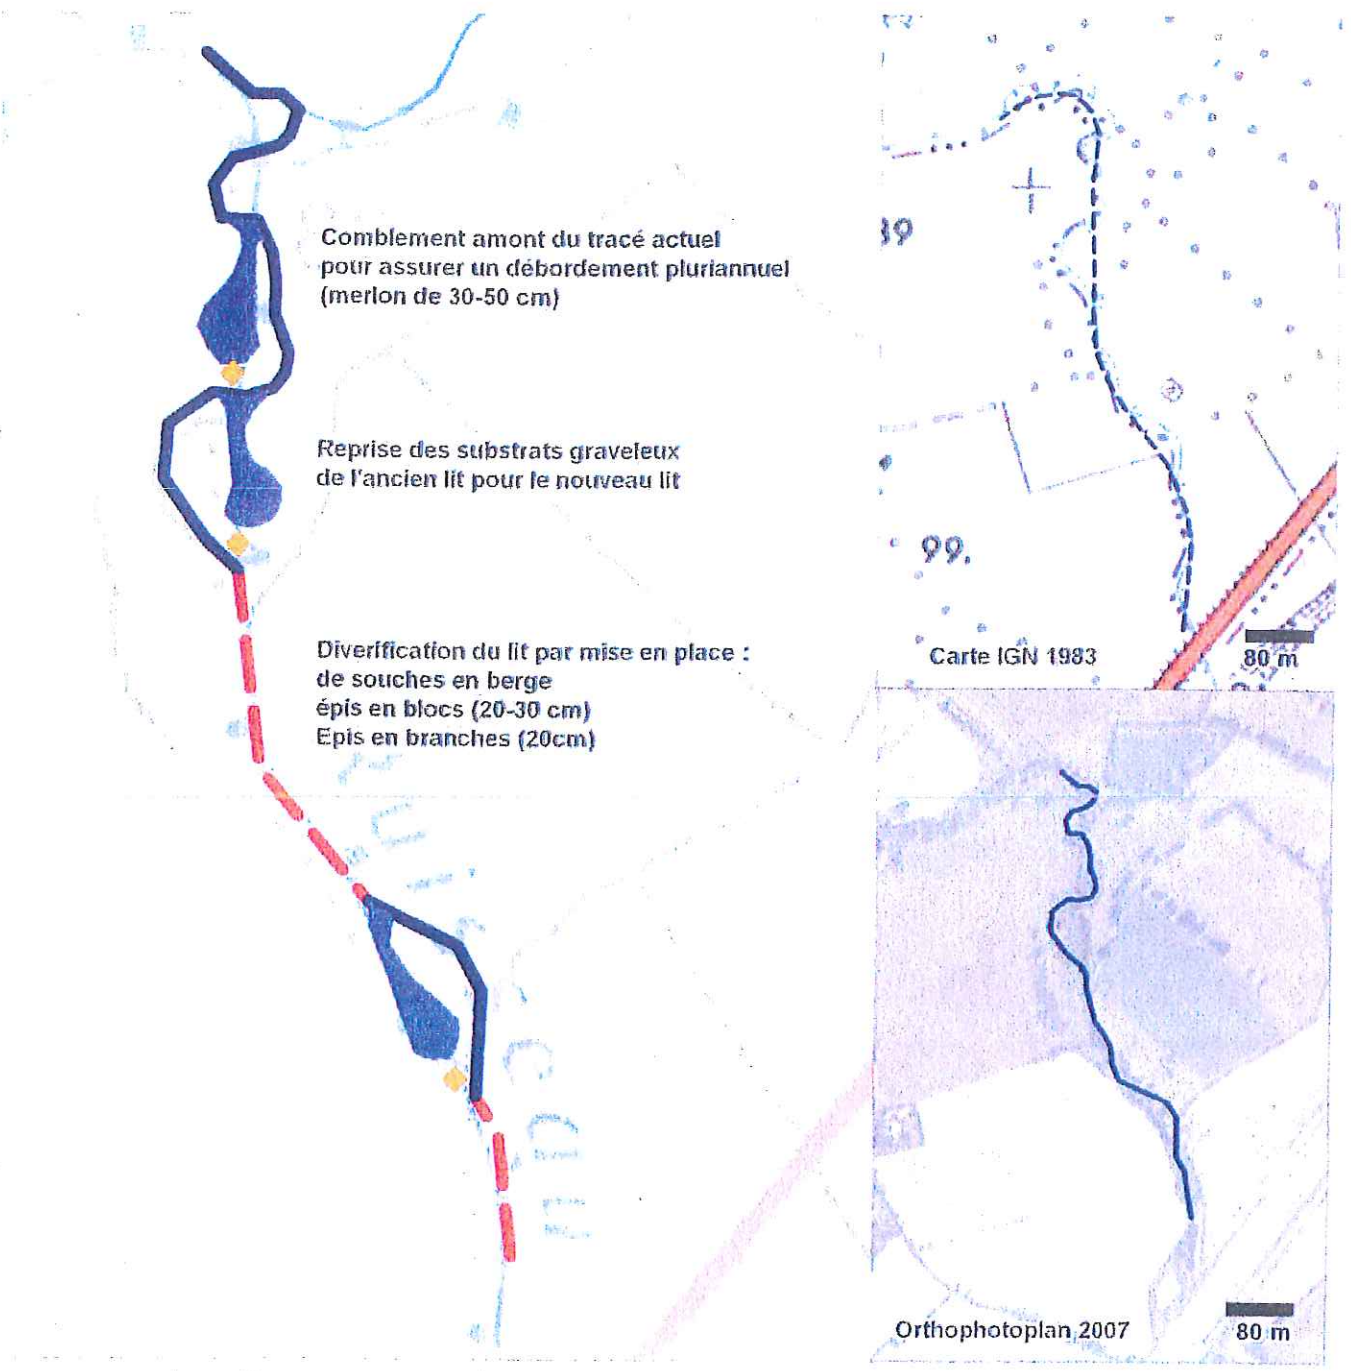 Comblement amont du tracé actuel
pour assurer un débordement pluriannuel
(merlon de 30-50 cm)
Reprise des substrats graveleux
de l'ancien lit pour le nouveau lit
Diverification du lit par mise en place :
de souches en berge
épis en blocs (20-30 cm)
Epis en branches (20cm)
99.
Carte IGN 1983
80 m
Orthophotoplan 2007
80 m